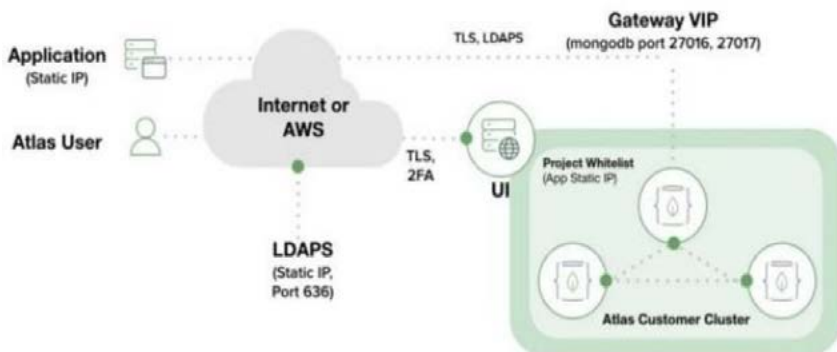 Gateway VIP
(mongodb port 27016, 27017)
TLS, LDAPS
Application
(Static IP)
Internet or
AWS
Atlas User
TLS,
2FA
UI
Project Whitelist
(App Static IP)
LDAPS
(Static IP,
Port 636)
Atlas Customer Cluster